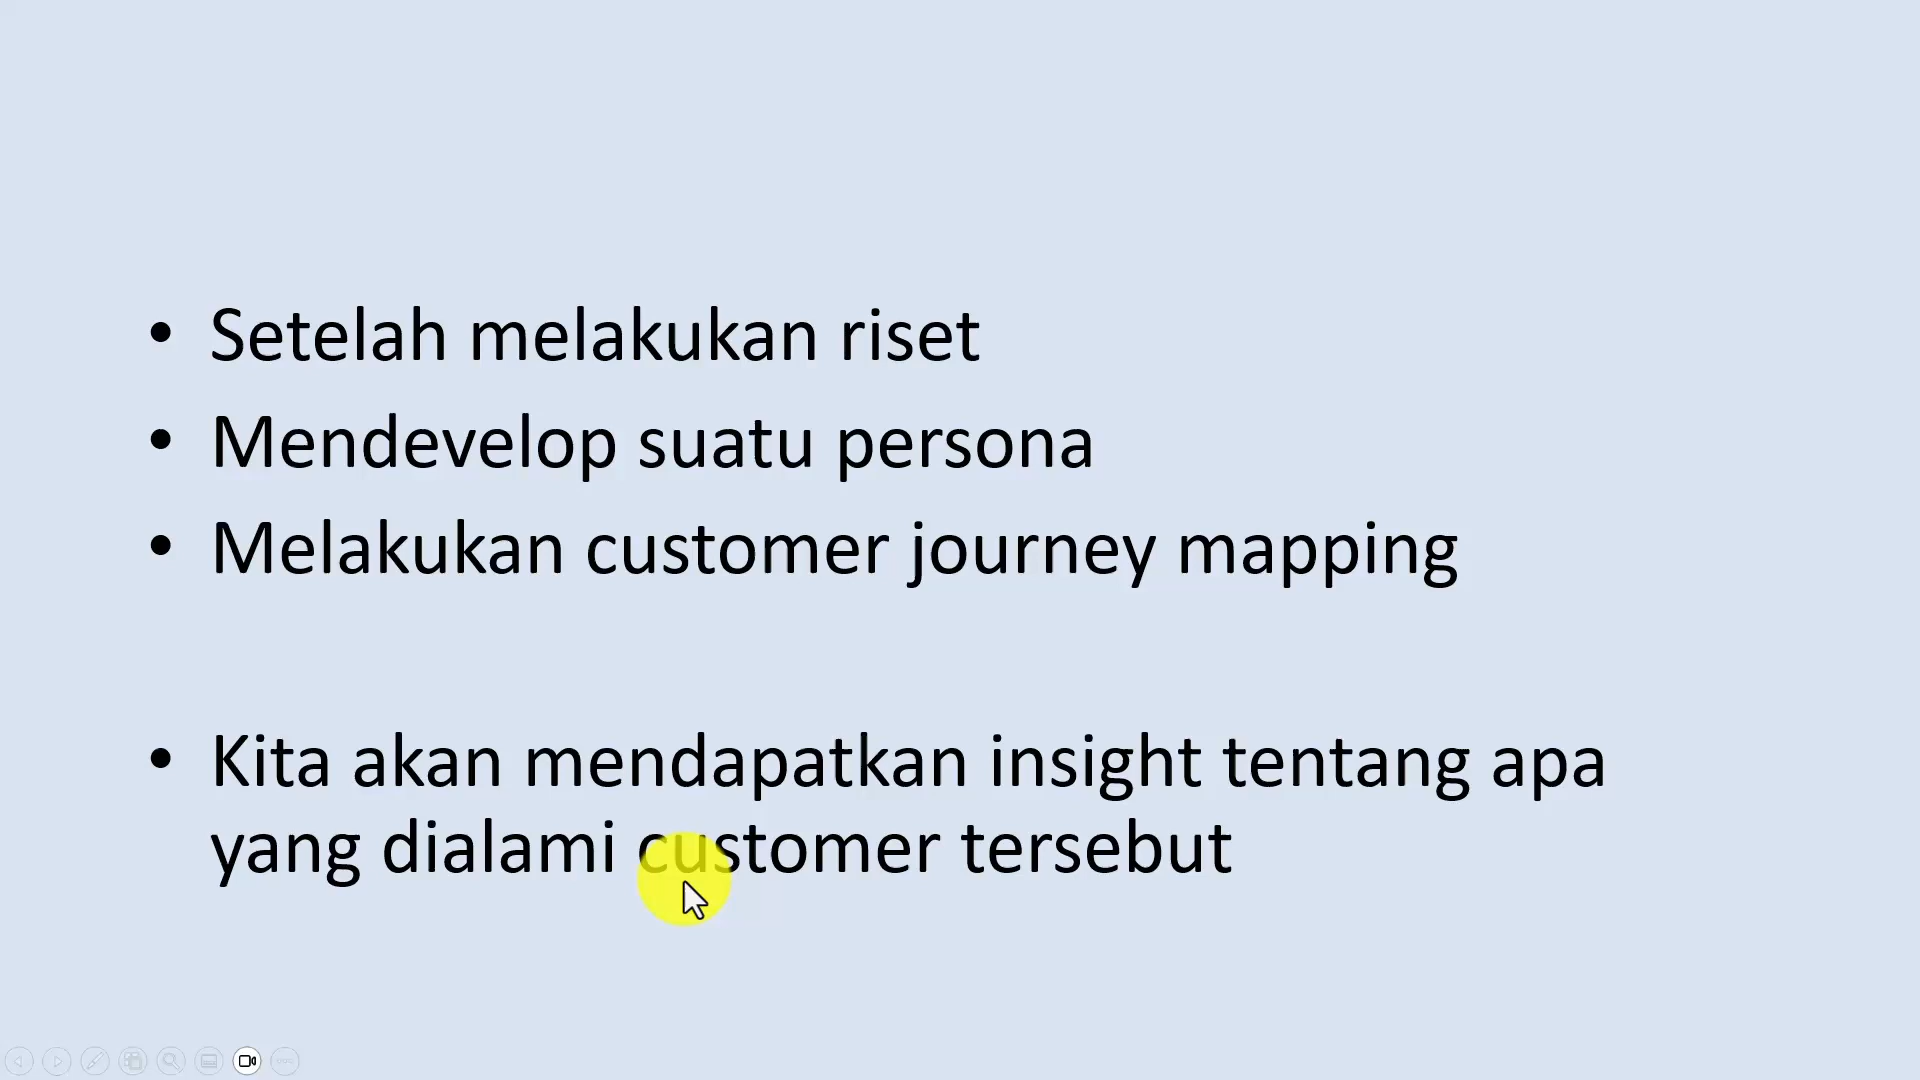 • Setelah melakukan riset
• Mendevelop suatu persona
• Melakukan customer journey mapping
• Kita akan mendapatkan insight tentang apa
yang dialami customer tersebut